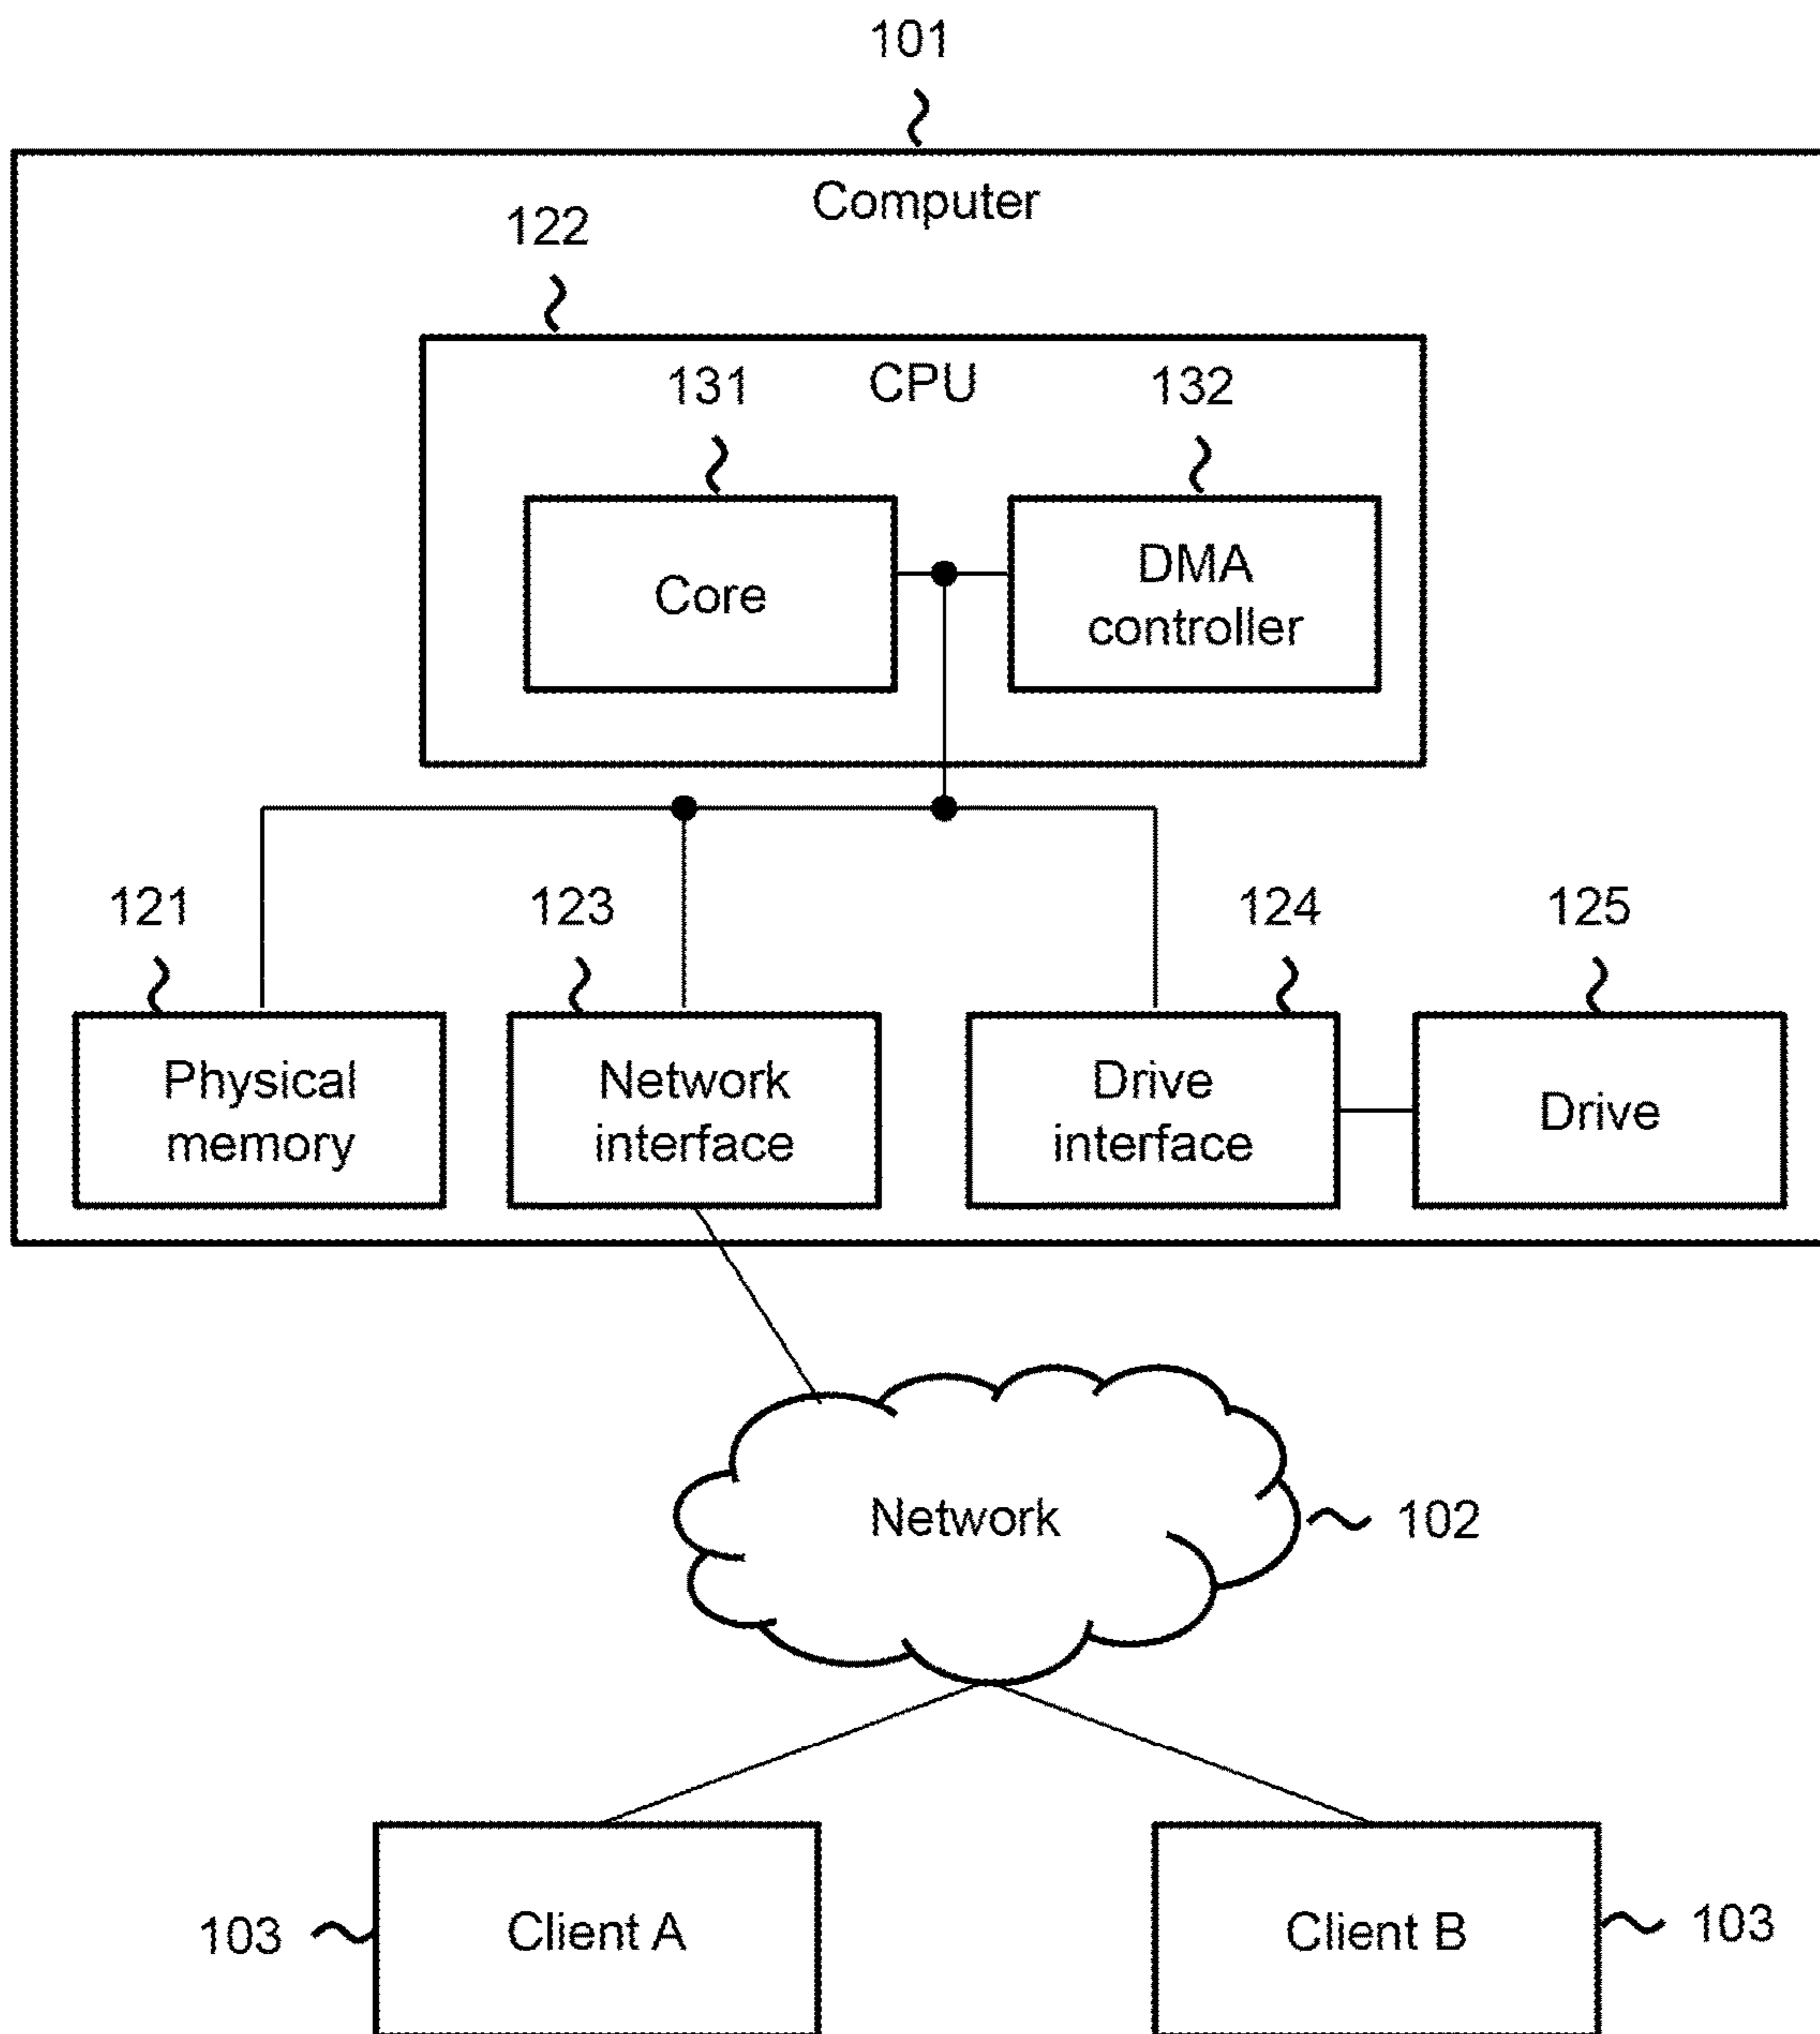 101
Computer
122
CPU
131
132
Core
DMA
controller
121
123
124
125
Physical
memory
Network
interface
Drive
interface
Drive
Network
102
103
Client A
Client B
103